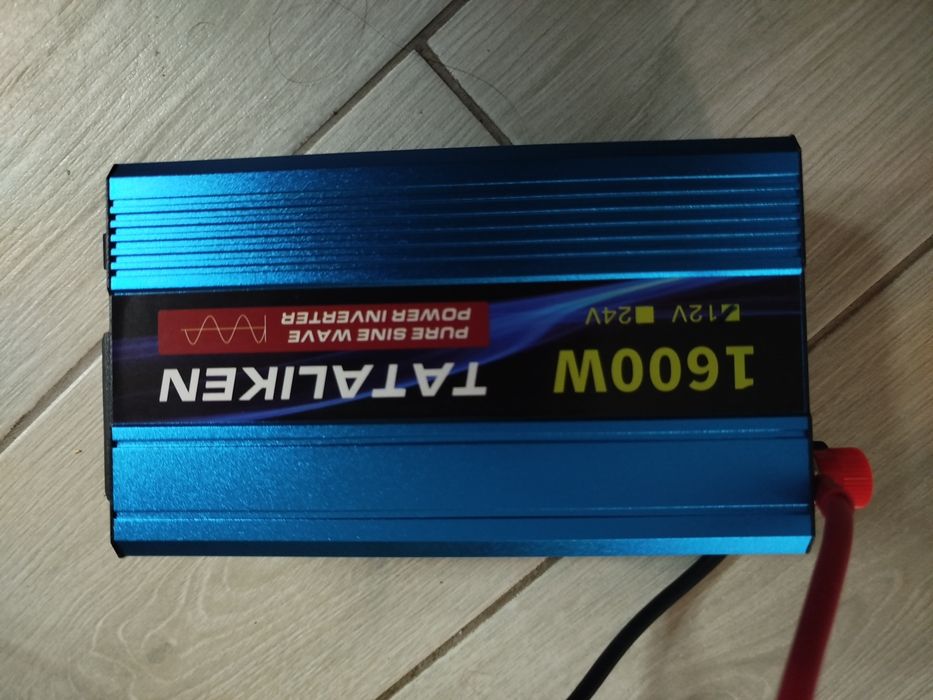 1600W
☑12V ☐24V
TATALIKEN
PURE SINE WAVE
POWER INVERTER